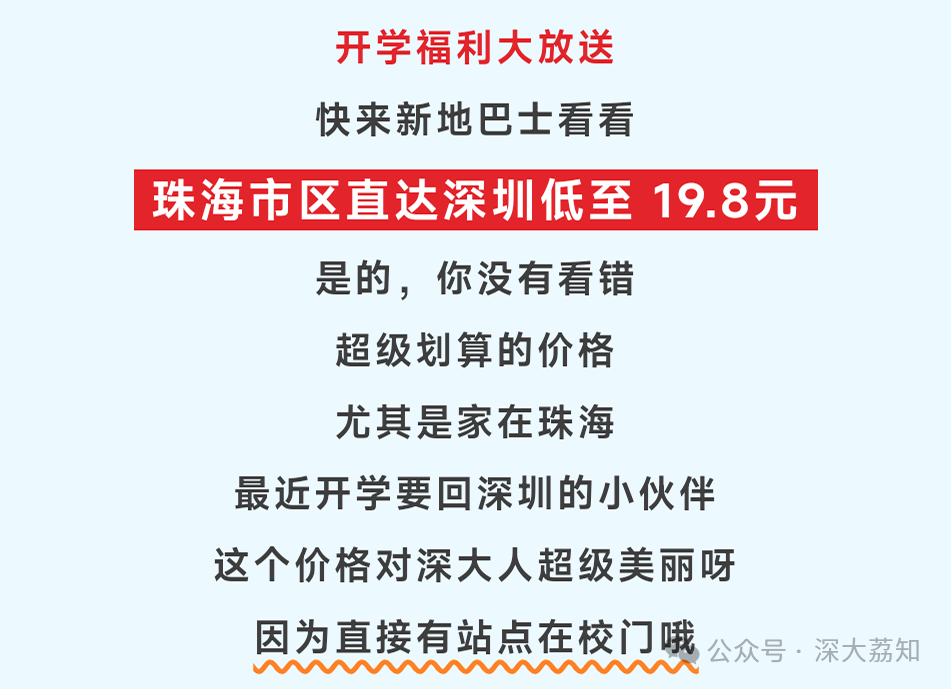 开学福利大放送
快来新地巴士看看
珠海市区直达深圳低至 19.8元
是的，你没有看错
超级划算的价格
尤其是家在珠海
最近开学要回深圳的小伙伴
这个价格对深大人超级美丽呀
因为直接有站点在校门哦
公众号 · 深大荔知